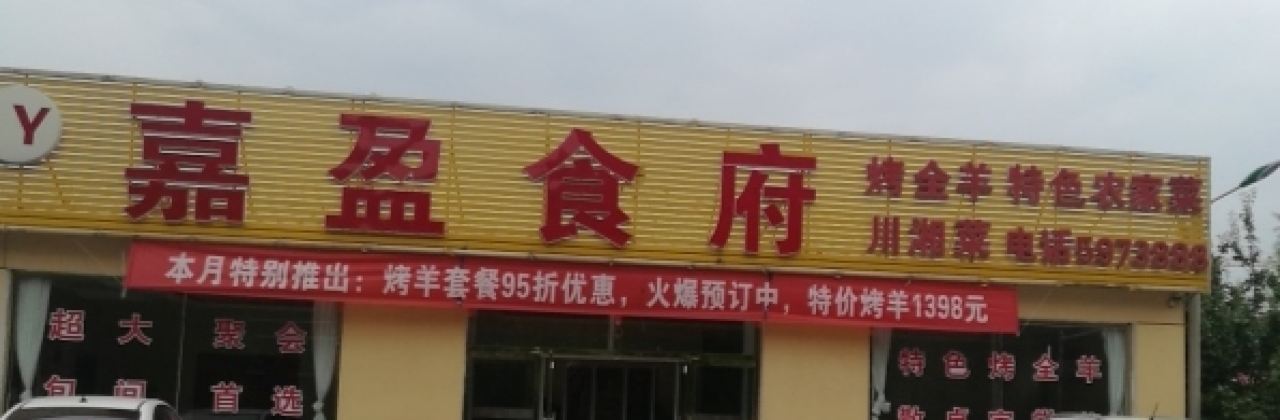 Y
嘉盈食府
烤全羊 特色农家菜
川湘菜 电话5973888
本月特别推出：烤羊套餐95折优惠，火爆预订中，特价烤羊1398元
超大 聚会
包间 首选
特色烤全羊